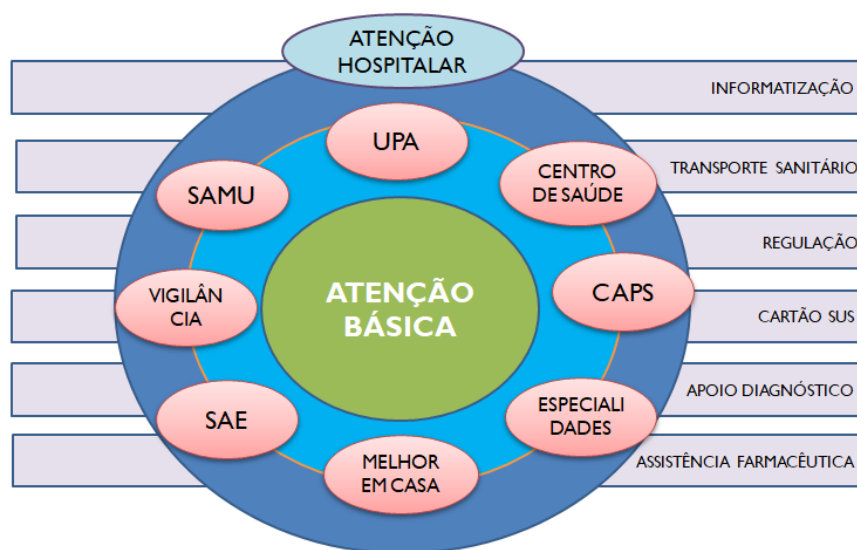 ATENÇÃO
HOSPITALAR
INFORMATIZAÇÃO
UPA
CENTRO
DE SAÚDE
TRANSPORTE SANITÁRIO
SAMU
REGULAÇÃO
VIGILÂN
CIA
ATENÇÃO
BÁSICA
CAPS
CARTÃO SUS
APOIO DIAGNÓSTICO
SAE
ESPECIALI
DADES
MELHOR
EM CASA
ASSISTÊNCIA FARMACÊUTICA